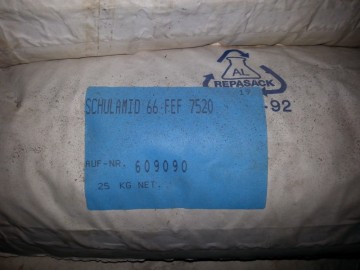 AL
REPASACK
-92
SCHULAMID 66 FEF 7520
AUF-NR. 609090
25 KG NET.